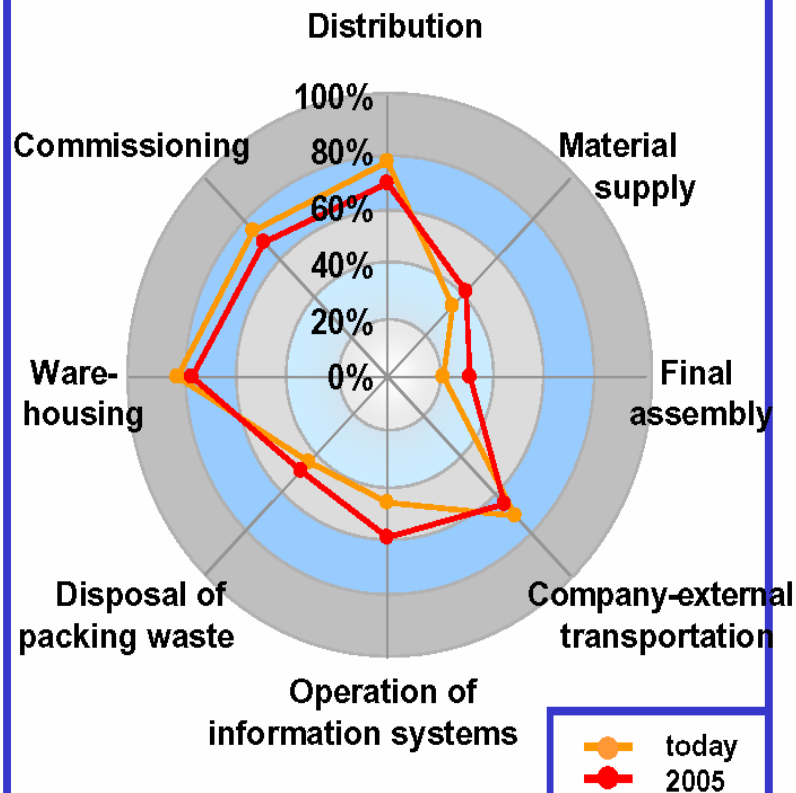 Distribution
100%
Commissioning
80%
Material
supply
60%
40%
20%
0%
Ware-
housing
Final
assembly
Disposal of
packing waste
Company-external
transportation
Operation of
information systems
today
2005